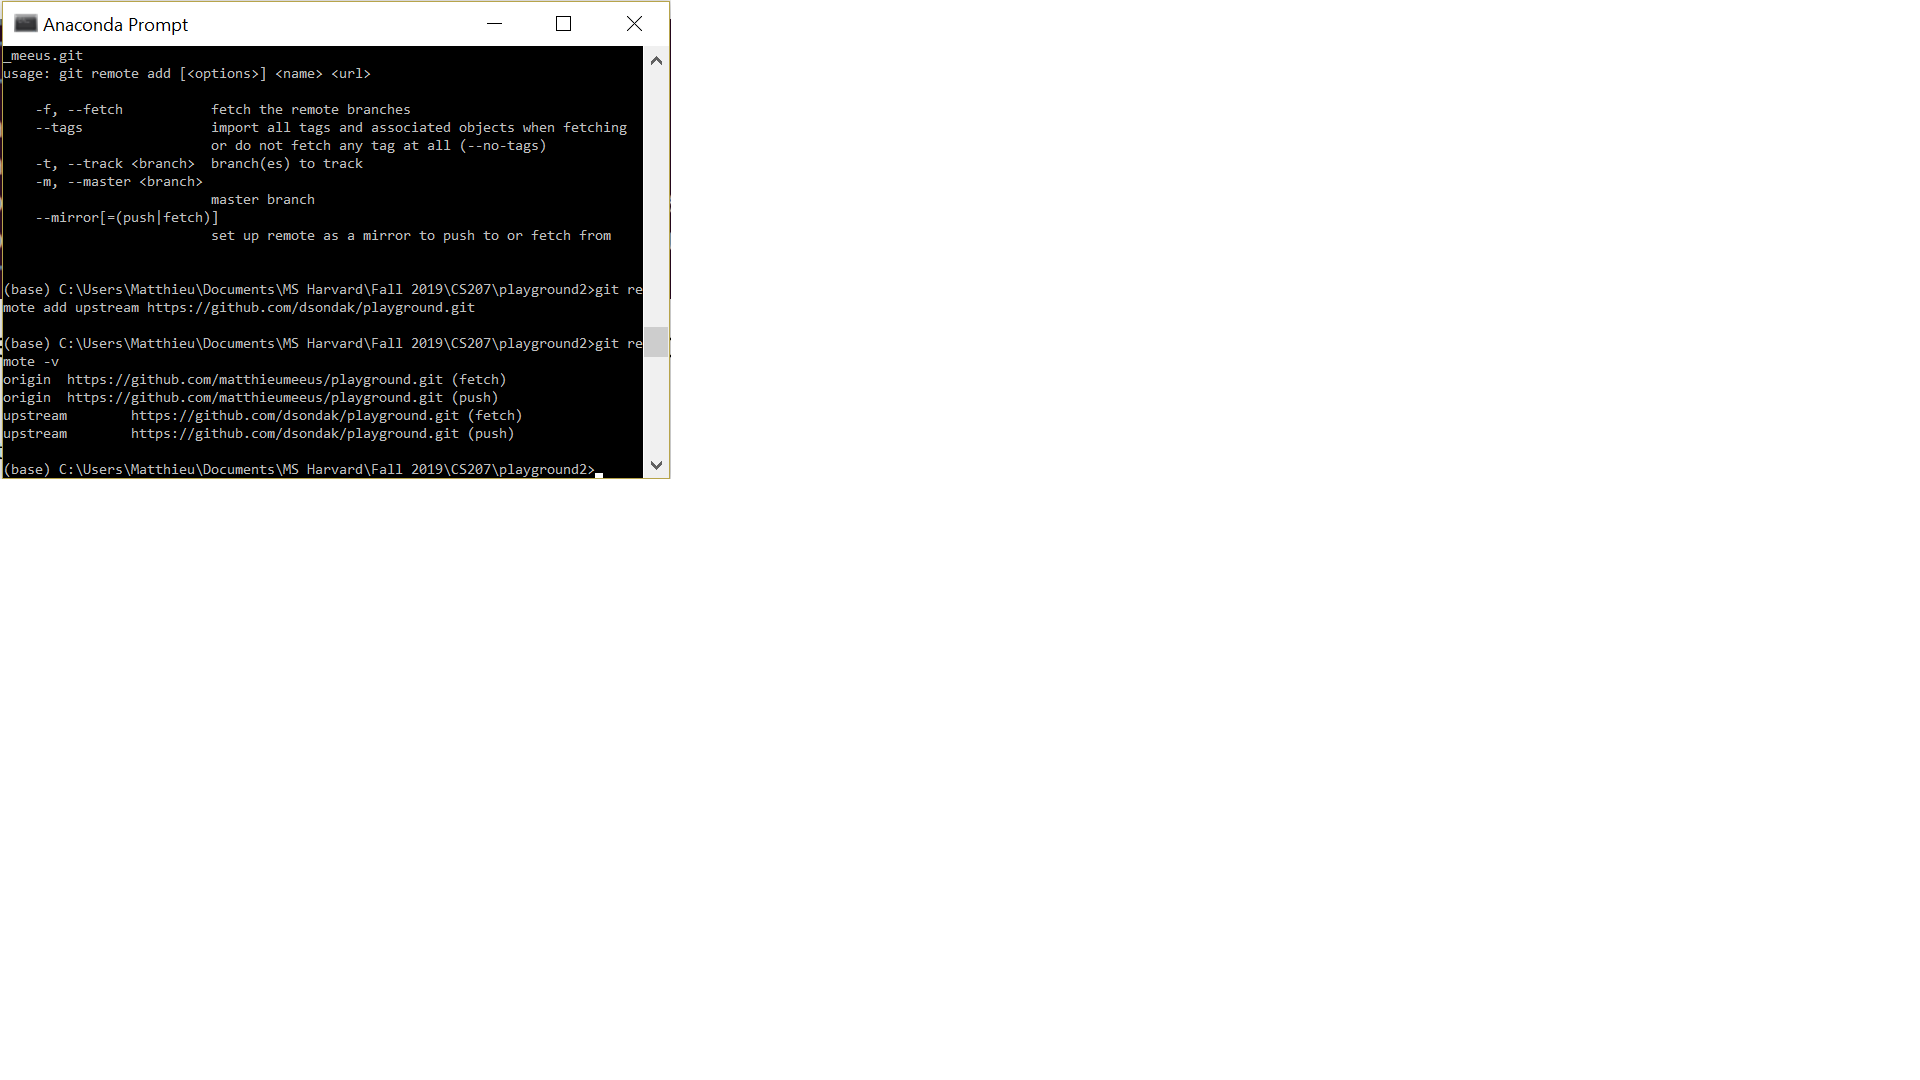 Anaconda Prompt
_meeus.git
usage: git remote add [<options>] <name> <url>
-f, --fetch fetch the remote branches
--tags import all tags and associated objects when fetching
or do not fetch any tag at all (--no-tags)
-t, --track <branch> branch(es) to track
-m, --master <branch>
master branch
--mirror[=(push|fetch)]
set up remote as a mirror to push to or fetch from
(base) C:\Users\Matthieu\Documents\MS Harvard\Fall 2019\CS207\playground2>git re
mote add upstream https://github.com/dsondak/playground.git
(base) C:\Users\Matthieu\Documents\MS Harvard\Fall 2019\CS207\playground2>git re
mote -v
origin https://github.com/matthieumeeus/playground.git (fetch)
origin https://github.com/matthieumeeus/playground.git (push)
upstream https://github.com/dsondak/playground.git (fetch)
upstream https://github.com/dsondak/playground.git (push)
(base) C:\Users\Matthieu\Documents\MS Harvard\Fall 2019\CS207\playground2>